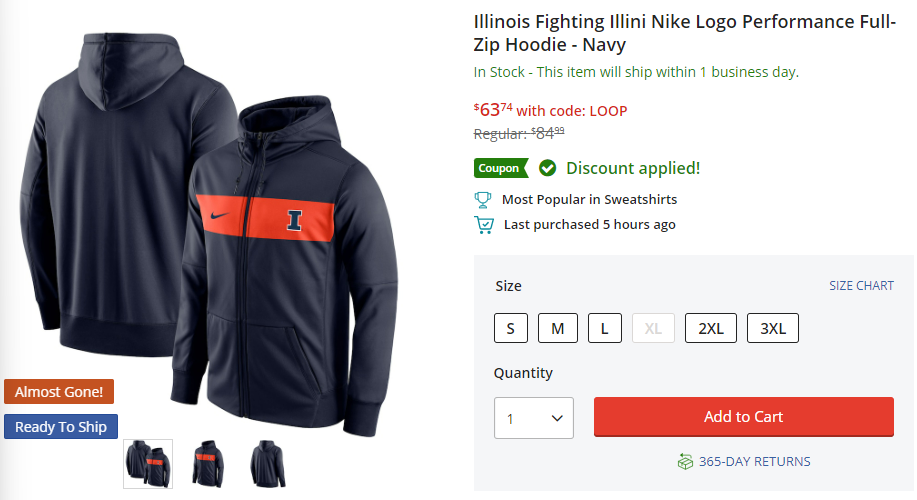 Illinois Fighting Illini Nike Logo Performance Full-
Zip Hoodie - Navy
In Stock - This item will ship within 1 business day.
$63.74 with code: LOOP
Regular: $84.99
Coupon Discount applied!
Most Popular in Sweatshirts
Last purchased 5 hours ago
Size SIZE CHART
S M L XL 2XL 3XL
Quantity
1 Add to Cart
365-DAY RETURNS
I
Almost Gone!
Ready To Ship